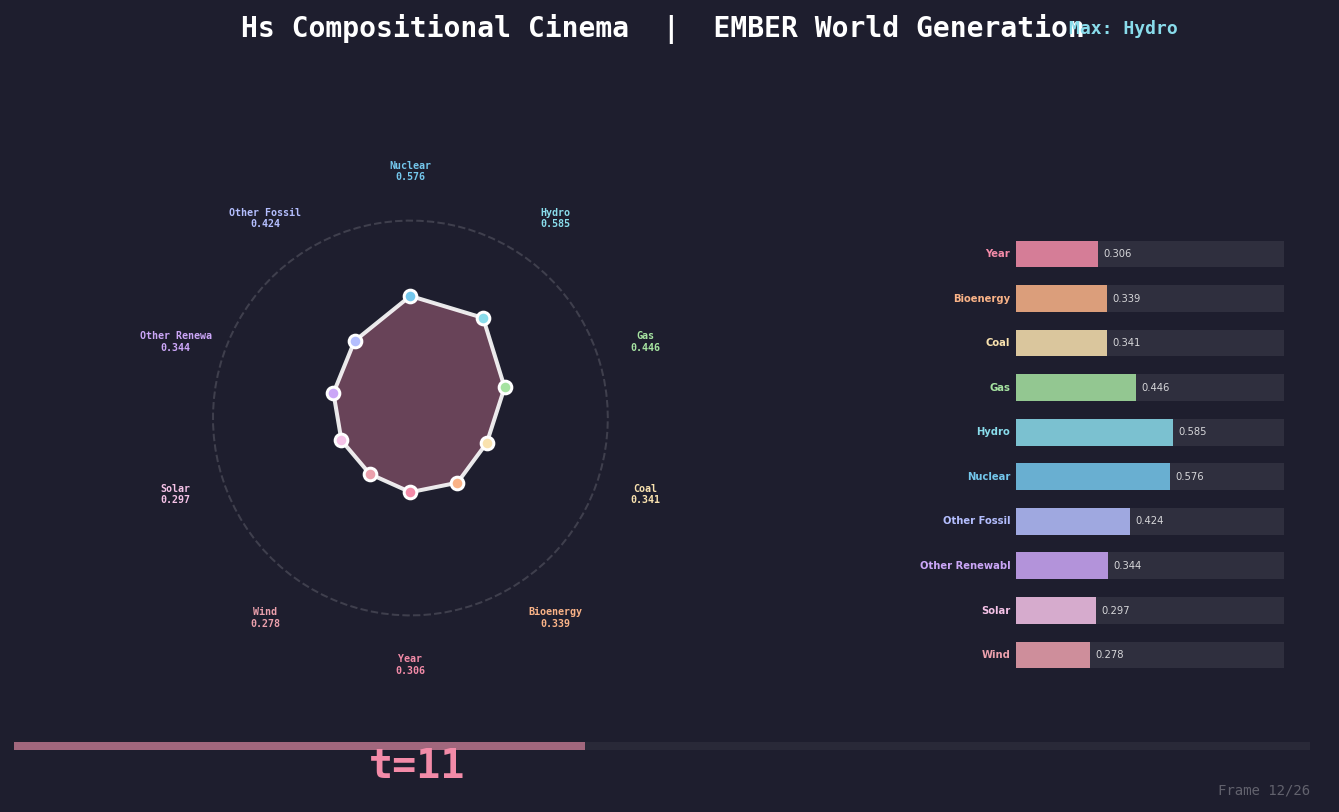 Hs Compositional Cinema  |  EMBER World Generation
Max: Hydro
Nuclear
0.576
Other Fossil
0.424
Hydro
0.585
Other Renewa
0.344
Gas
0.446
Solar
0.297
Coal
0.341
Wind
0.278
Bioenergy
0.339
Year
0.306
Year 0.306
Bioenergy 0.339
Coal 0.341
Gas 0.446
Hydro 0.585
Nuclear 0.576
Other Fossil 0.424
Other Renewabl 0.344
Solar 0.297
Wind 0.278
t=11
Frame 12/26